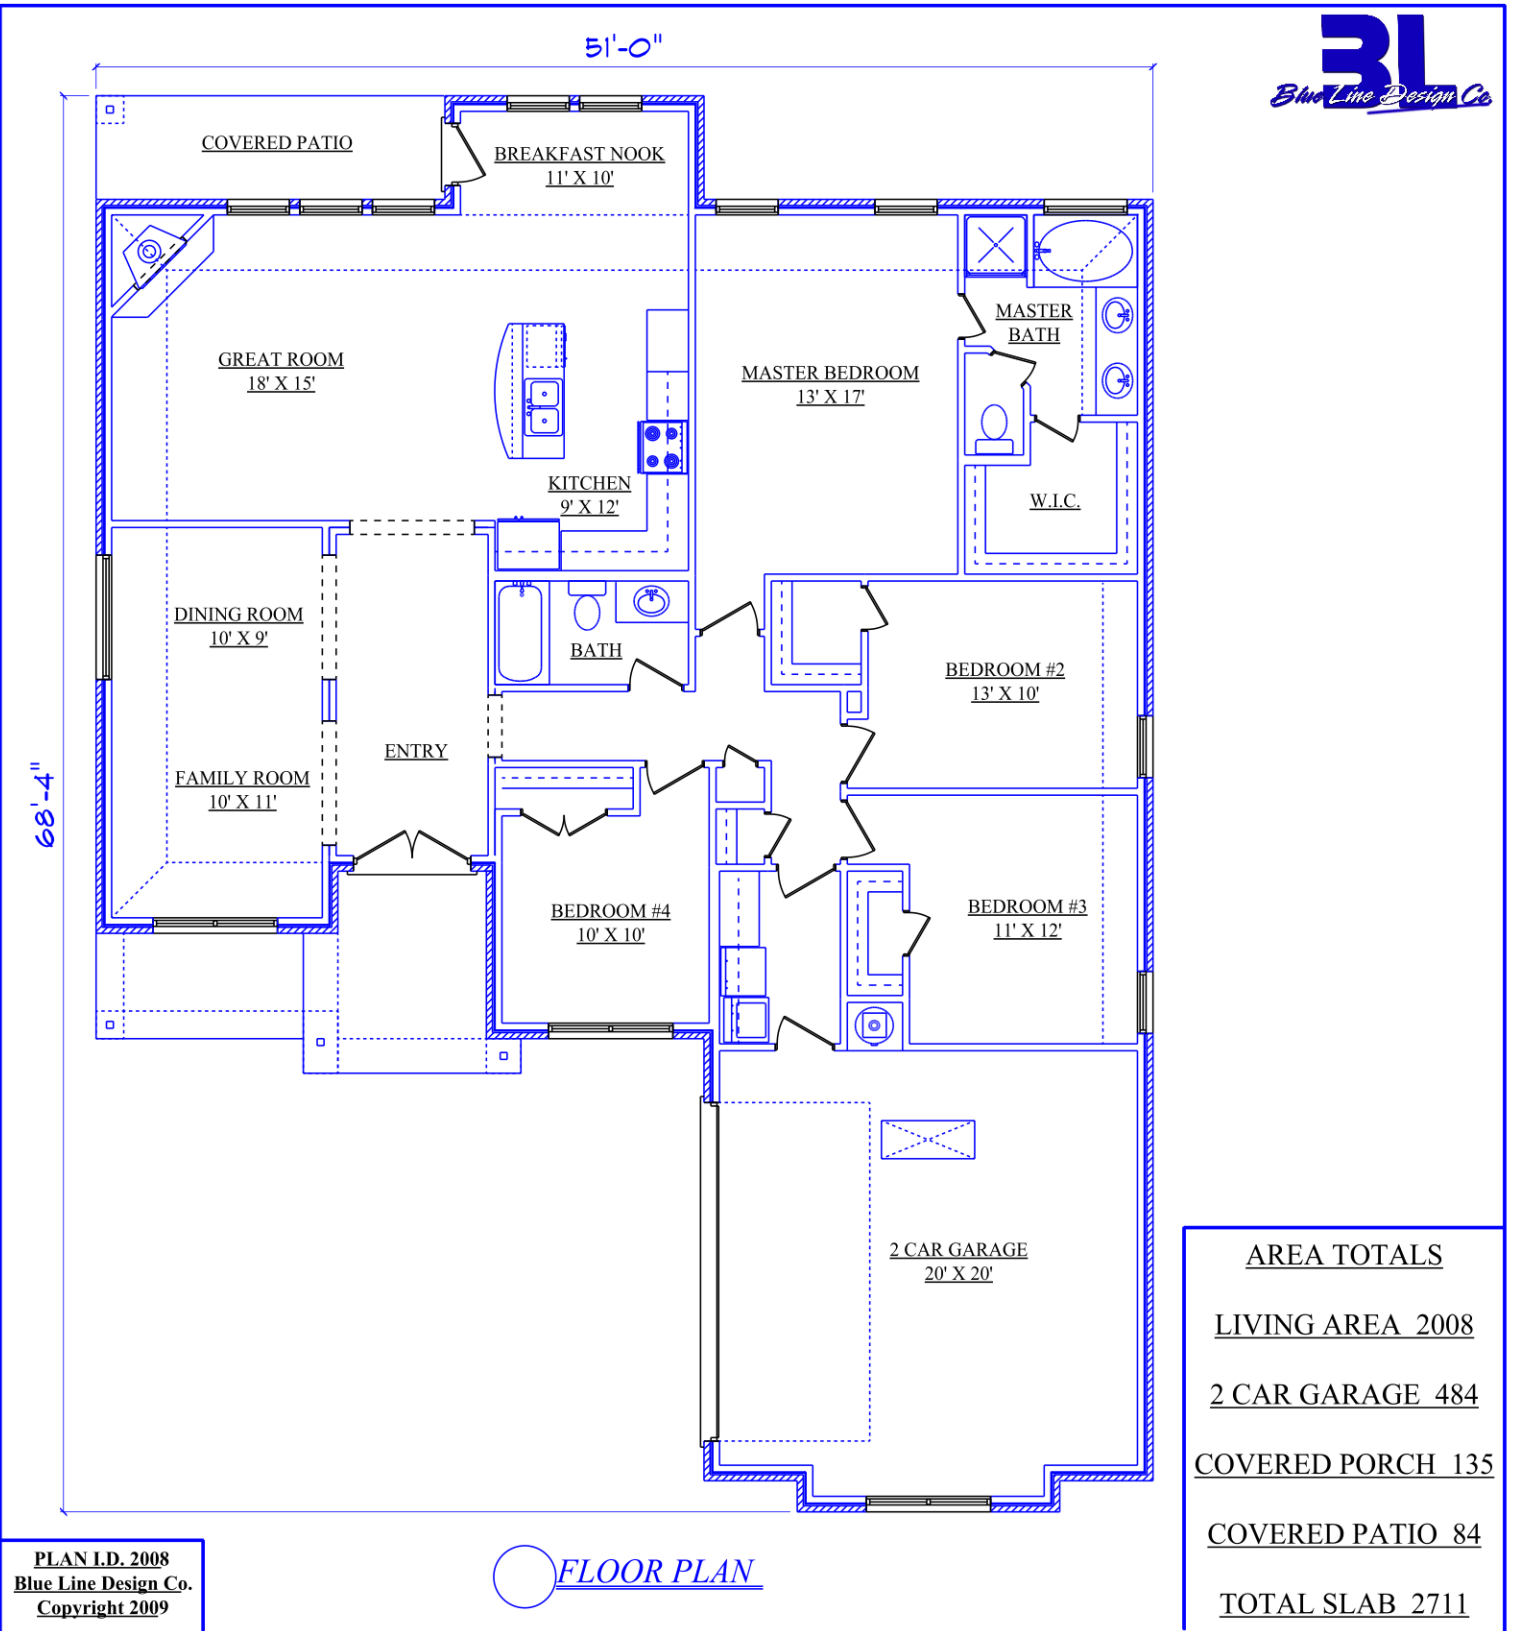 51'-0"
BL
Blue Line Design Co.
COVERED PATIO
BREAKFAST NOOK
11' X 10'
GREAT ROOM
18' X 15'
MASTER BEDROOM
13' X 17'
MASTER
BATH
KITCHEN
9' X 12'
W.I.C.
DINING ROOM
10' X 9'
BATH
BEDROOM #2
13' X 10'
ENTRY
FAMILY ROOM
10' X 11'
68'-4"
BEDROOM #4
10' X 10'
BEDROOM #3
11' X 12'
2 CAR GARAGE
20' X 20'
AREA TOTALS
LIVING AREA 2008
2 CAR GARAGE 484
COVERED PORCH 135
COVERED PATIO 84
TOTAL SLAB 2711
PLAN I.D. 2008
Blue Line Design Co.
Copyright 2009
FLOOR PLAN